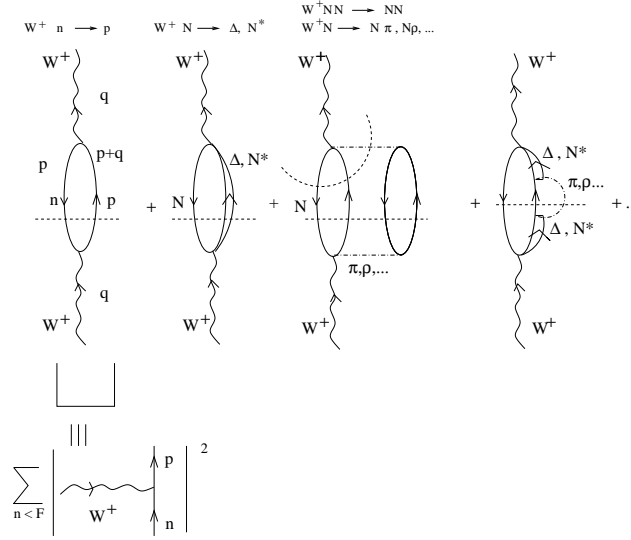 W⁺ n → p
W⁺ N → Δ, N*
W⁺NN → NN
W⁺N → N π, Nρ, ...
W⁺
W⁺
W⁺
W⁺
q
p
p+q
n
p
q
W⁺
+
Δ, N*
N
W⁺
+
N
π,ρ,...
W⁺
+
Δ, N*
π,ρ...
Δ, N*
W⁺
+ .
|||
∑
n < F
p
W⁺
n
2